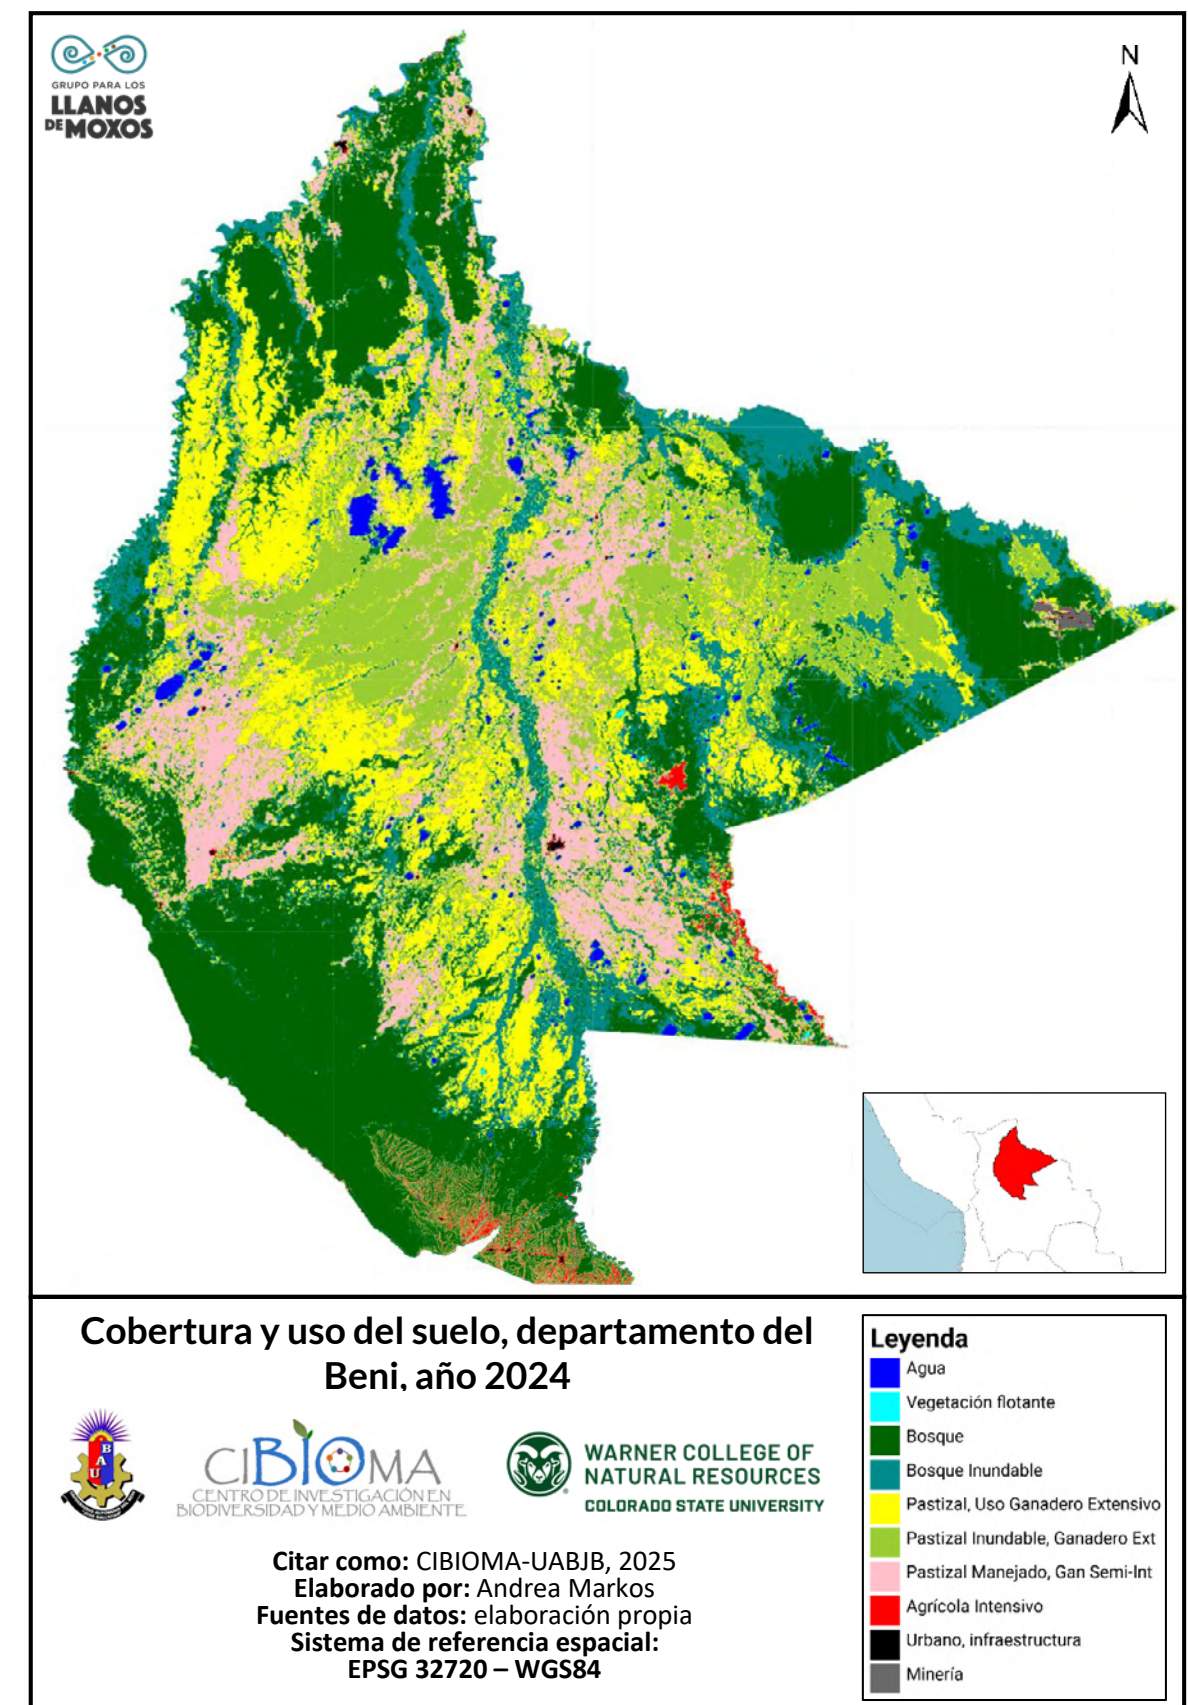 GRUPO PARA LOS
LLANOS
DE MOXOS
N
Cobertura y uso del suelo, departamento del
Beni, año 2024
B
A
U
CIBIOMA
CENTRO DE INVESTIGACIÓN EN
BIODIVERSIDAD Y MEDIO AMBIENTE
WARNER COLLEGE OF
NATURAL RESOURCES
COLORADO STATE UNIVERSITY
Citar como: CIBIOMA-UABJB, 2025
Elaborado por: Andrea Markos
Fuentes de datos: elaboración propia
Sistema de referencia espacial:
EPSG 32720 – WGS84
Leyenda
Agua
Vegetación flotante
Bosque
Bosque Inundable
Pastizal, Uso Ganadero Extensivo
Pastizal Inundable, Ganadero Ext
Pastizal Manejado, Gan Semi-Int
Agrícola Intensivo
Urbano, infraestructura
Minería